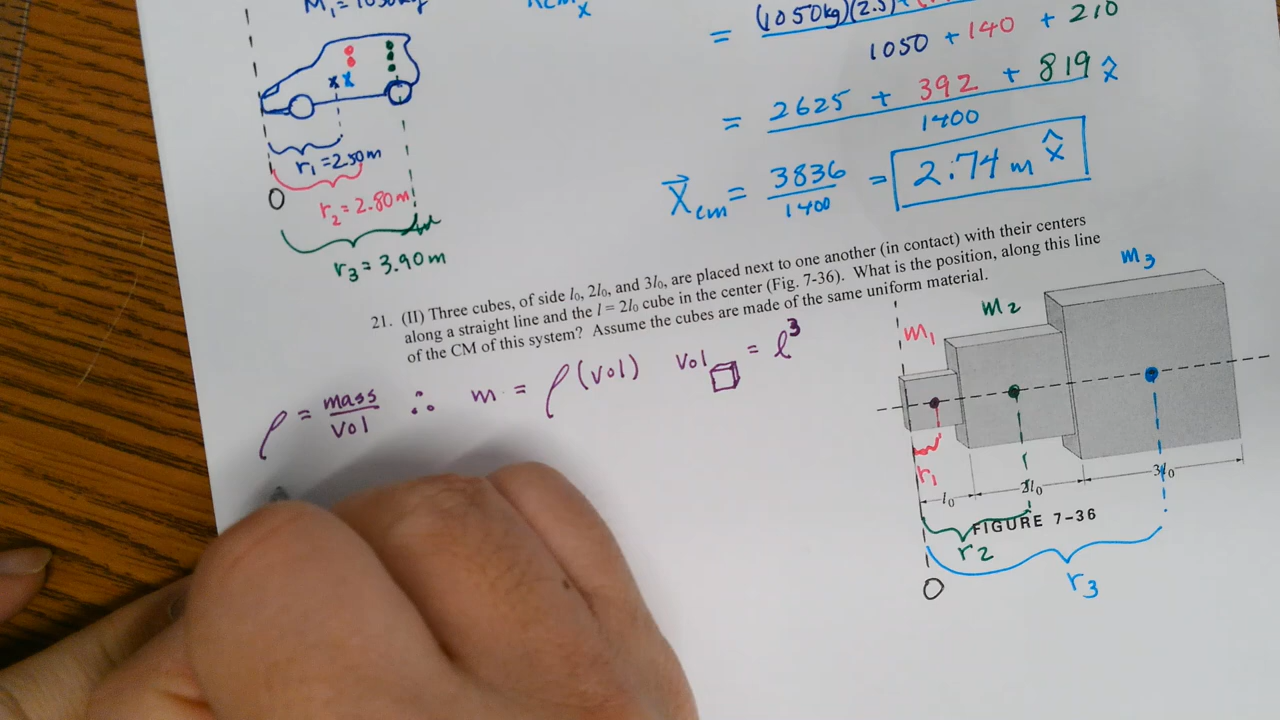 = (1050kg)(2.5)
1050 + 140 + 210
= 2625 + 392 + 819 x̂
1400
X⃗cm = 3836 / 1400 = 2.74 m x̂
r₁ = 2.50 m
O
r₂ = 2.80 m
r₃ = 3.90 m
21. (II) Three cubes, of side l₀, 2l₀, and 3l₀, are placed next to one another (in contact) with their centers
along a straight line and the l = 2l₀ cube in the center (Fig. 7-36). What is the position, along this line
of the CM of this system? Assume the cubes are made of the same uniform material.
ρ = mass / vol ∴ m = ρ(vol) vol = l³
m₁
m₂
m₃
r₁
l₀
2l₀
3l₀
FIGURE 7-36
r₂
r₃
O